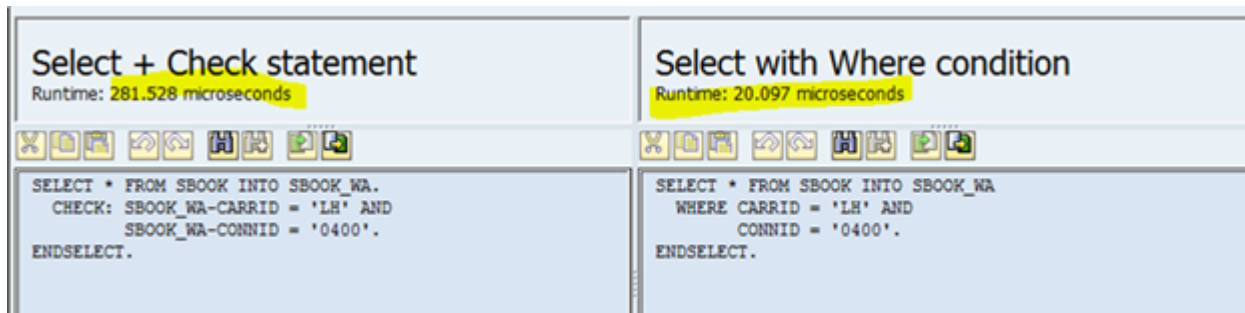 Select + Check statement
Runtime: 281.528 microseconds
SELECT * FROM SBOOK INTO SBOOK_WA.
CHECK: SBOOK_WA-CARRID = 'LH' AND
SBOOK_WA-CONNID = '0400'.
ENDSELECT.
Select with Where condition
Runtime: 20.097 microseconds
SELECT * FROM SBOOK INTO SBOOK_WA
WHERE CARRID = 'LH' AND
CONNID = '0400'.
ENDSELECT.